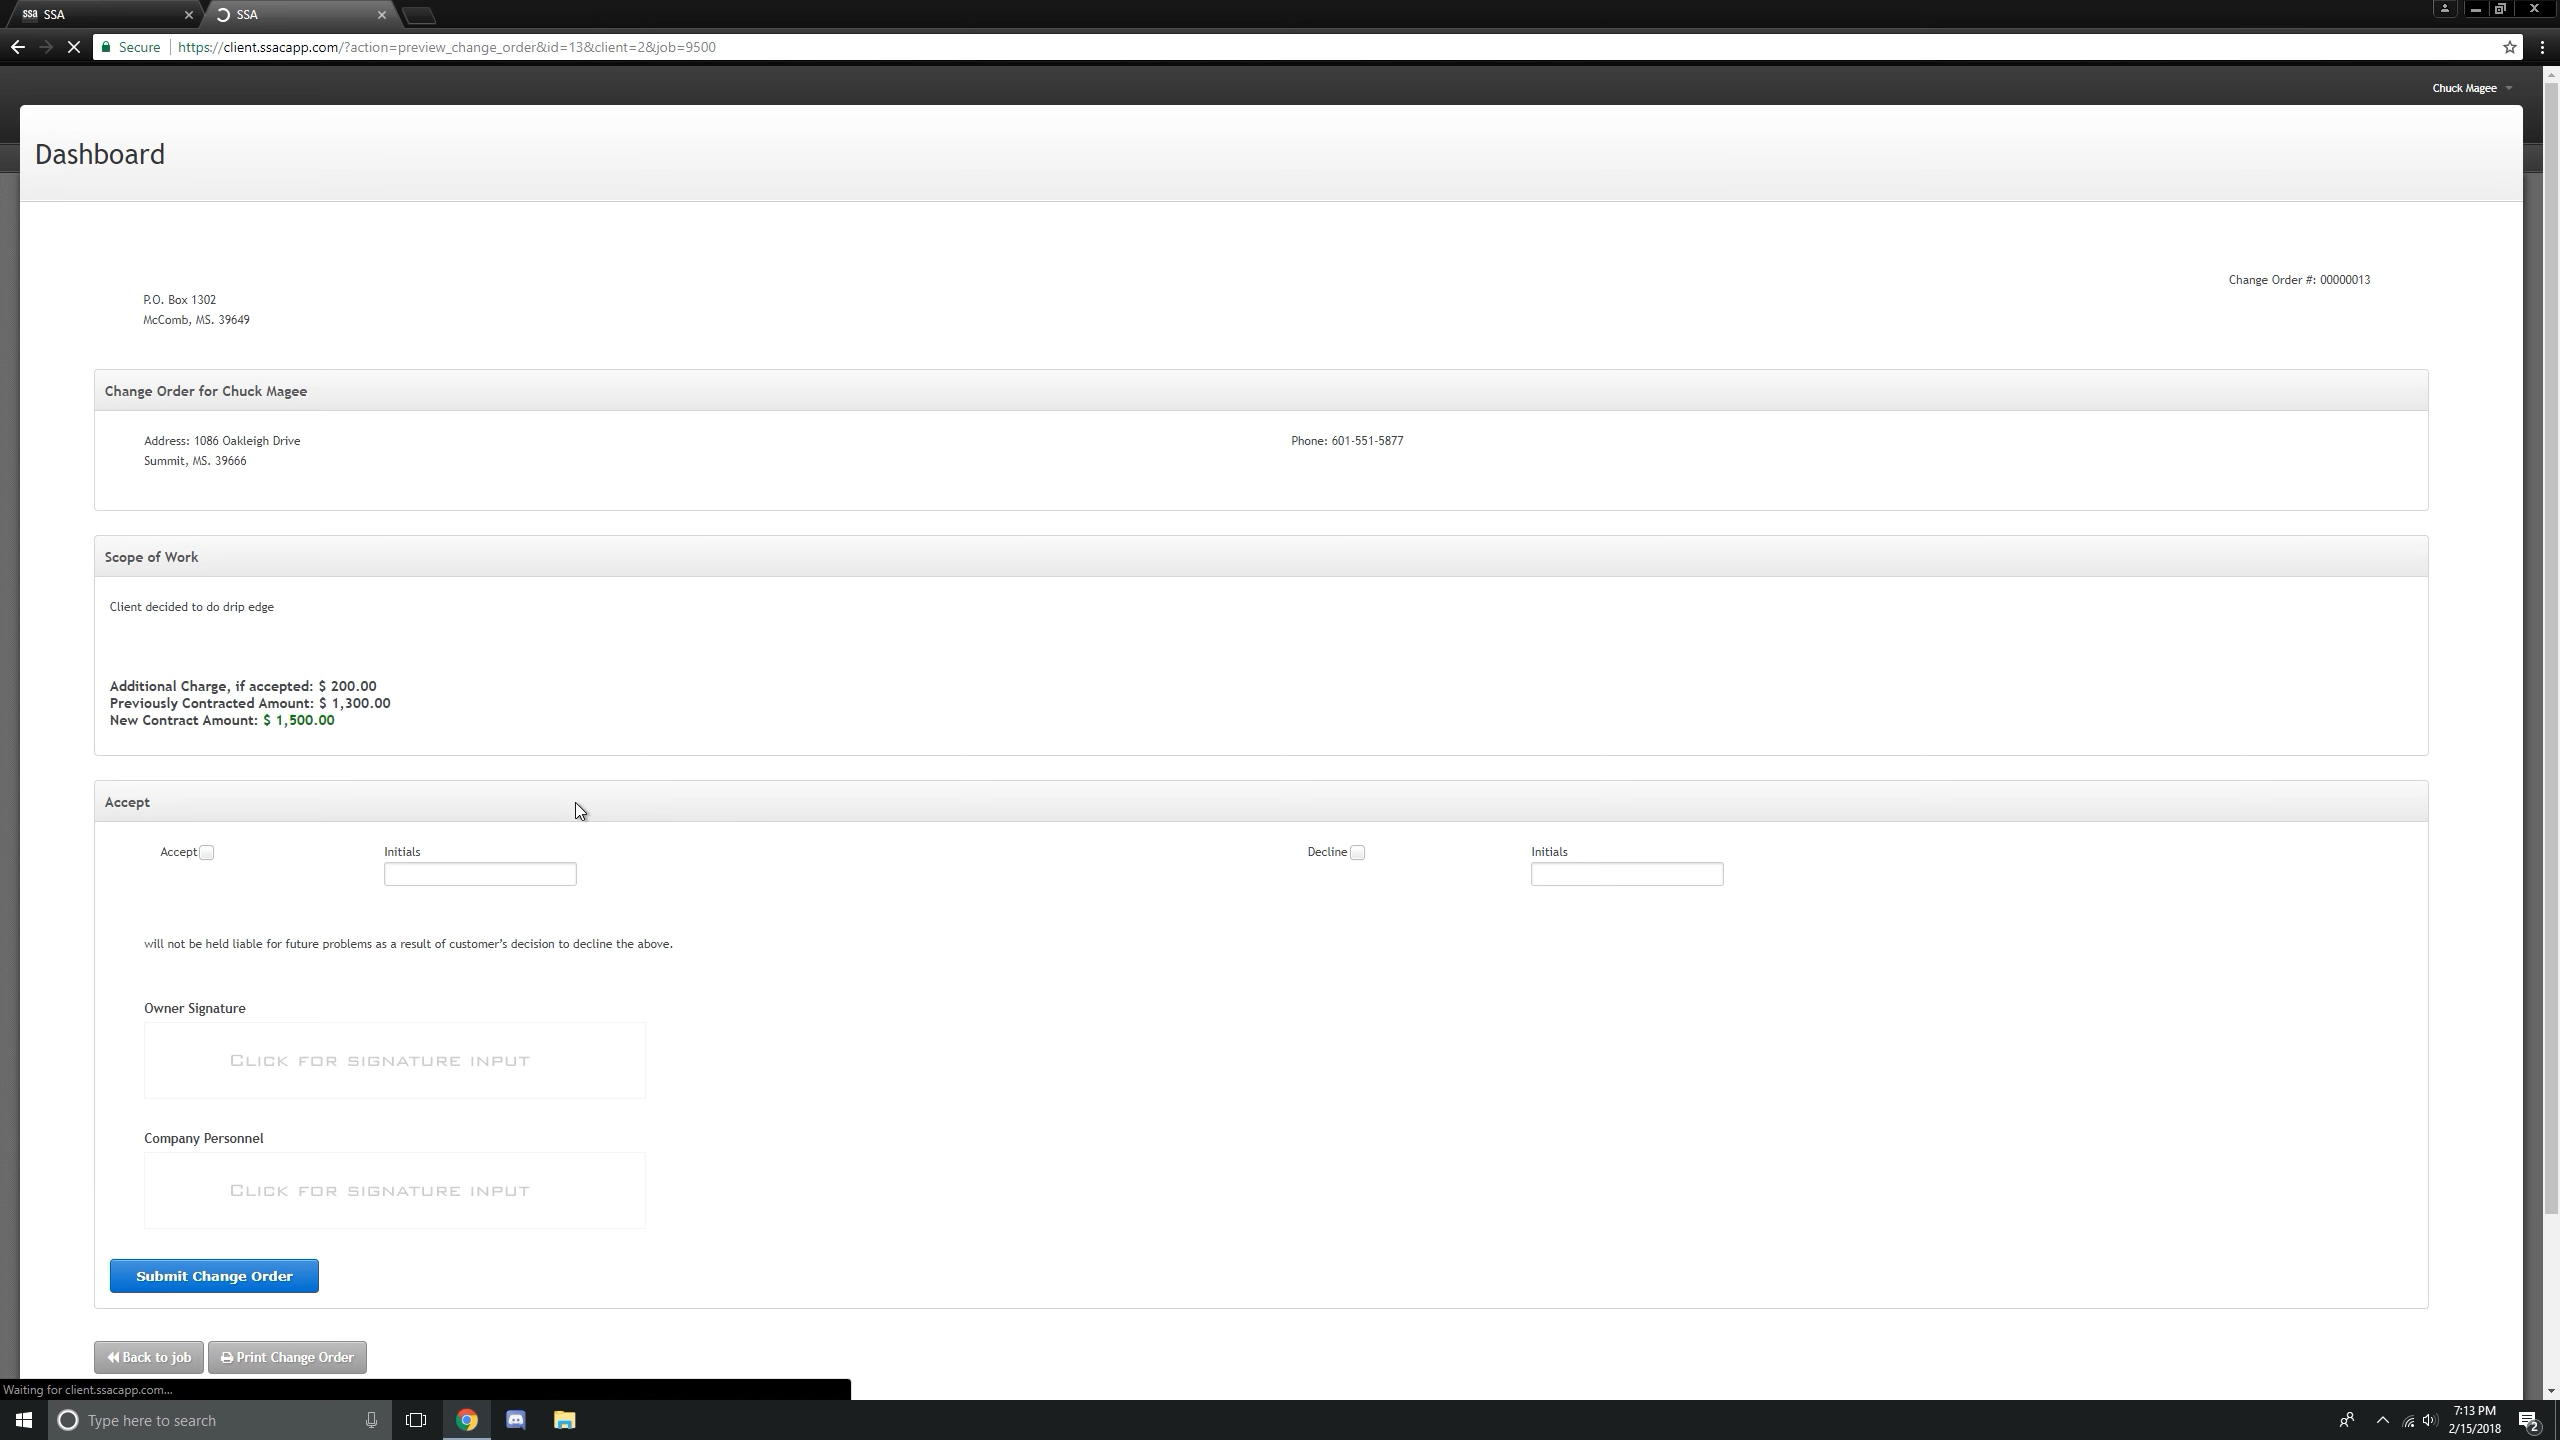 ssa SSA
SSA
Secure https://client.ssacapp.com/?action=preview_change_order&id=13&client=2&job=9500
Chuck Magee
Dashboard
Change Order #: 00000013
P.O. Box 1302
McComb, MS. 39649
Change Order for Chuck Magee
Address: 1086 Oakleigh Drive
Phone: 601-551-5877
Summit, MS. 39666
Scope of Work
Client decided to do drip edge
Additional Charge, if accepted: $ 200.00
Previously Contracted Amount: $ 1,300.00
New Contract Amount: $ 1,500.00
Accept
Accept
Initials
Decline
Initials
will not be held liable for future problems as a result of customer's decision to decline the above.
Owner Signature
Click for signature input
Company Personnel
Click for signature input
Submit Change Order
Back to job
Print Change Order
Waiting for client.ssacapp.com...
Type here to search
7:13 PM
2/15/2018
2